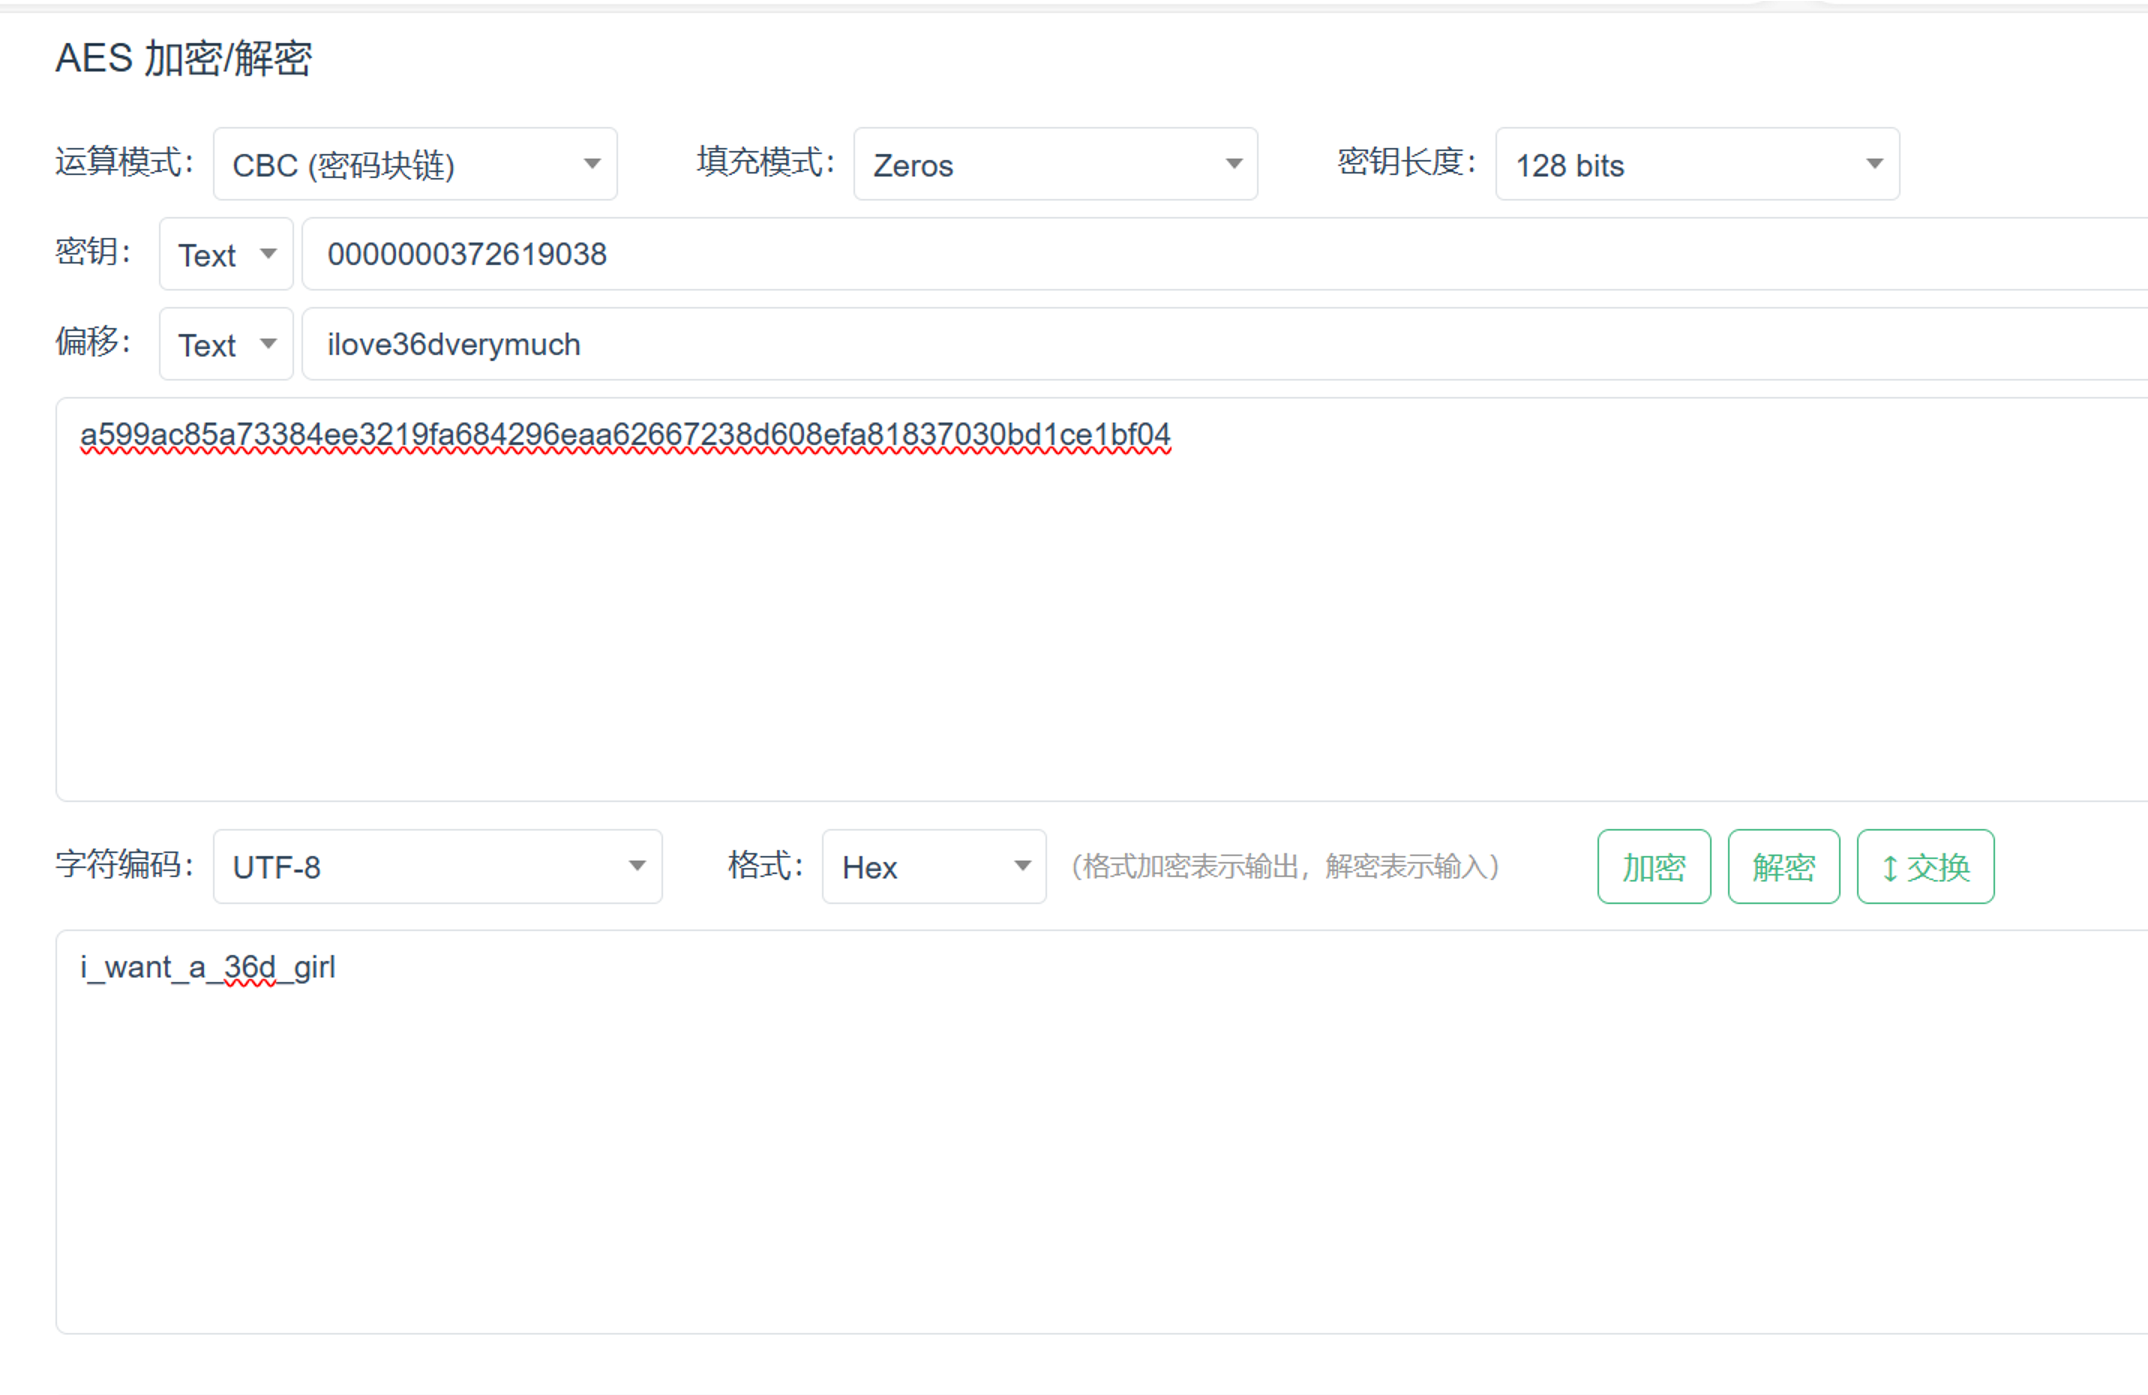 AES 加密/解密
运算模式： CBC (密码块链) 填充模式： Zeros 密钥长度： 128 bits
密钥： Text 0000000372619038
偏移： Text ilove36dverymuch
a599ac85a73384ee3219fa684296eaa62667238d608efa81837030bd1ce1bf04
字符编码： UTF-8 格式： Hex （格式加密表示输出，解密表示输入） 加密 解密 ↕ 交换
i_want_a_36d_girl